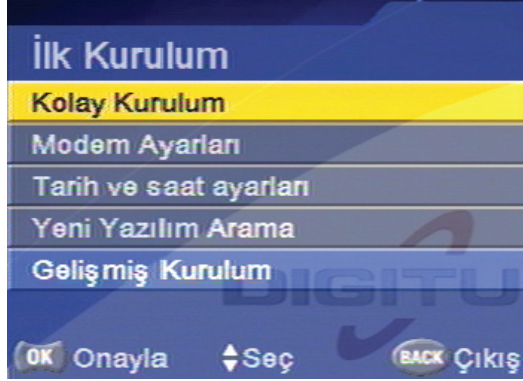 İlk Kurulum
Kolay Kurulum
Modem Ayarları
Tarih ve saat ayarları
Yeni Yazılım Arama
Gelişmiş Kurulum
DIGITU
OK Onayla Seç BACK Çıkış